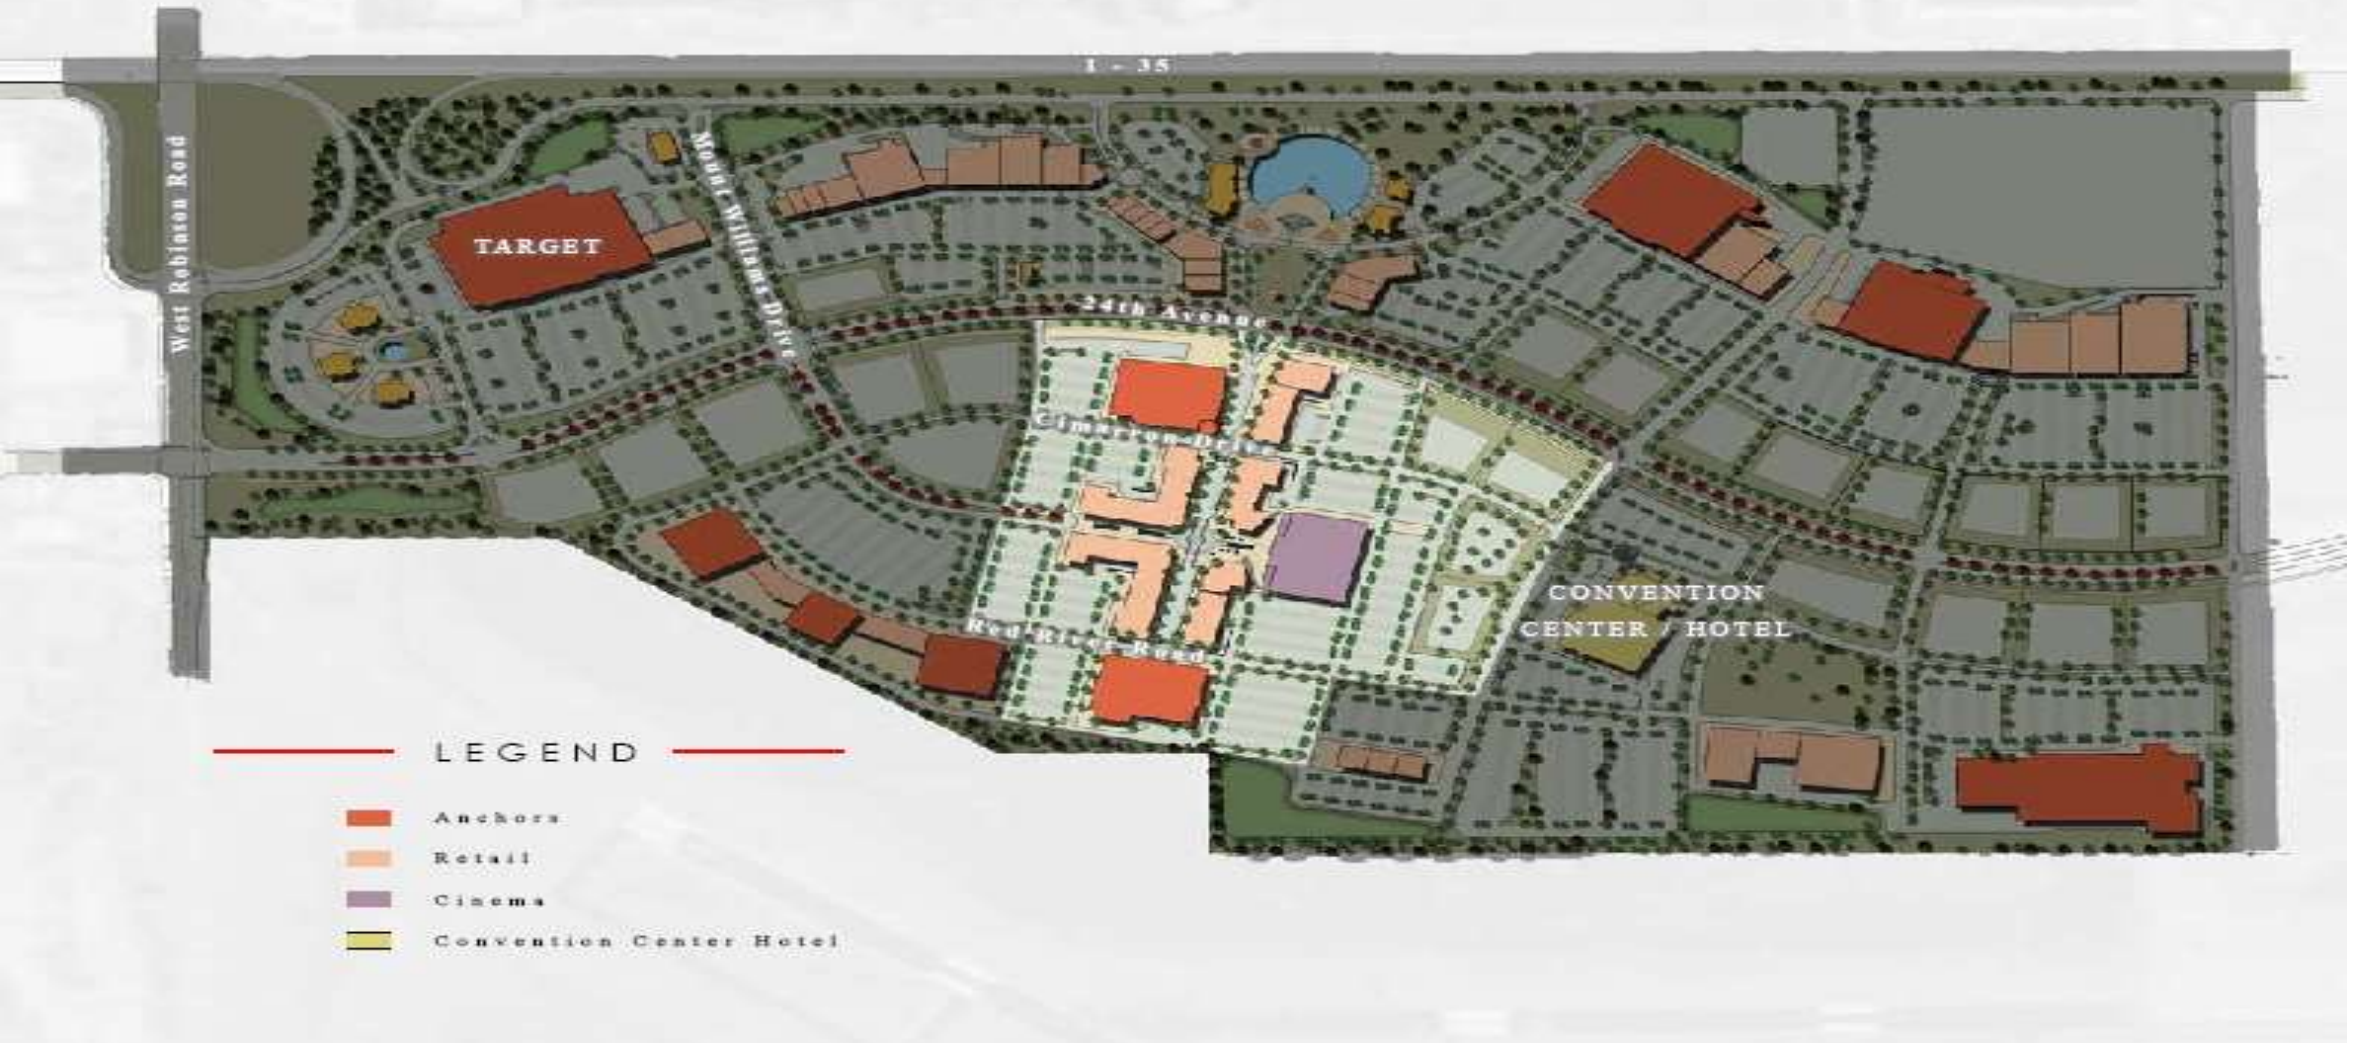 I - 35
West Robinson Road
Mount Williams Drive
TARGET
24th Avenue
Cimarron Drive
CONVENTION
CENTER / HOTEL
Red River Road
LEGEND
Anchors
Retail
Cinema
Convention Center Hotel